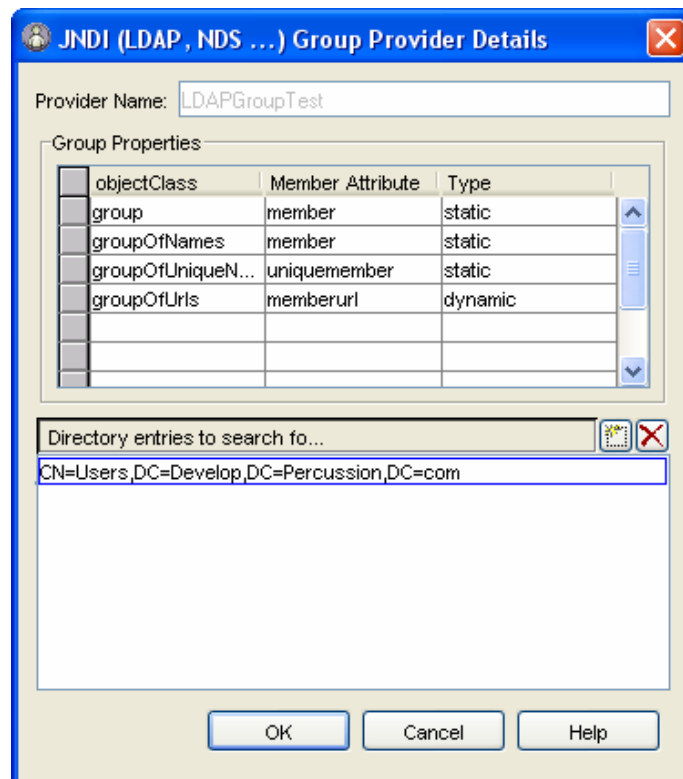 JNDI (LDAP, NDS ...) Group Provider Details
Provider Name: LDAPGroupTest
Group Properties
objectClass Member Attribute Type
group member static
groupOfNames member static
groupOfUniqueN... uniquemember static
groupOfUrls memberurl dynamic
Directory entries to search fo...
CN=Users,DC=Develop,DC=Percussion,DC=com
OK Cancel Help